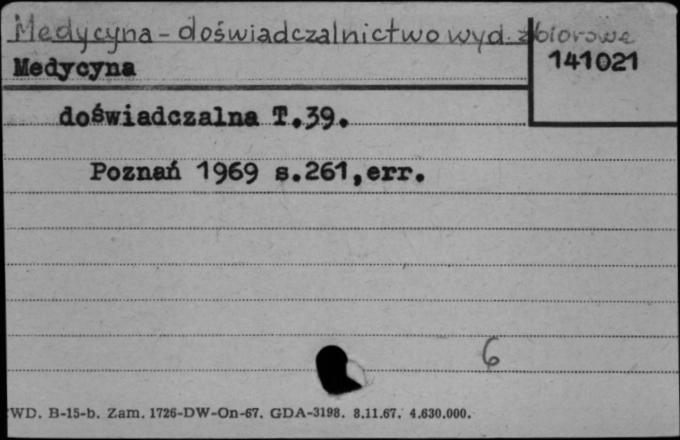 Medycyna - doświadczalnictwo wyd. zbiorowe
Medycyna
141021
doświadczalna T.39.
Poznań 1969 s.261,err.
6
WD. B-15-b. Zam. 1726-DW-On-67. GDA-3198. 8.11.67. 4.630.000.